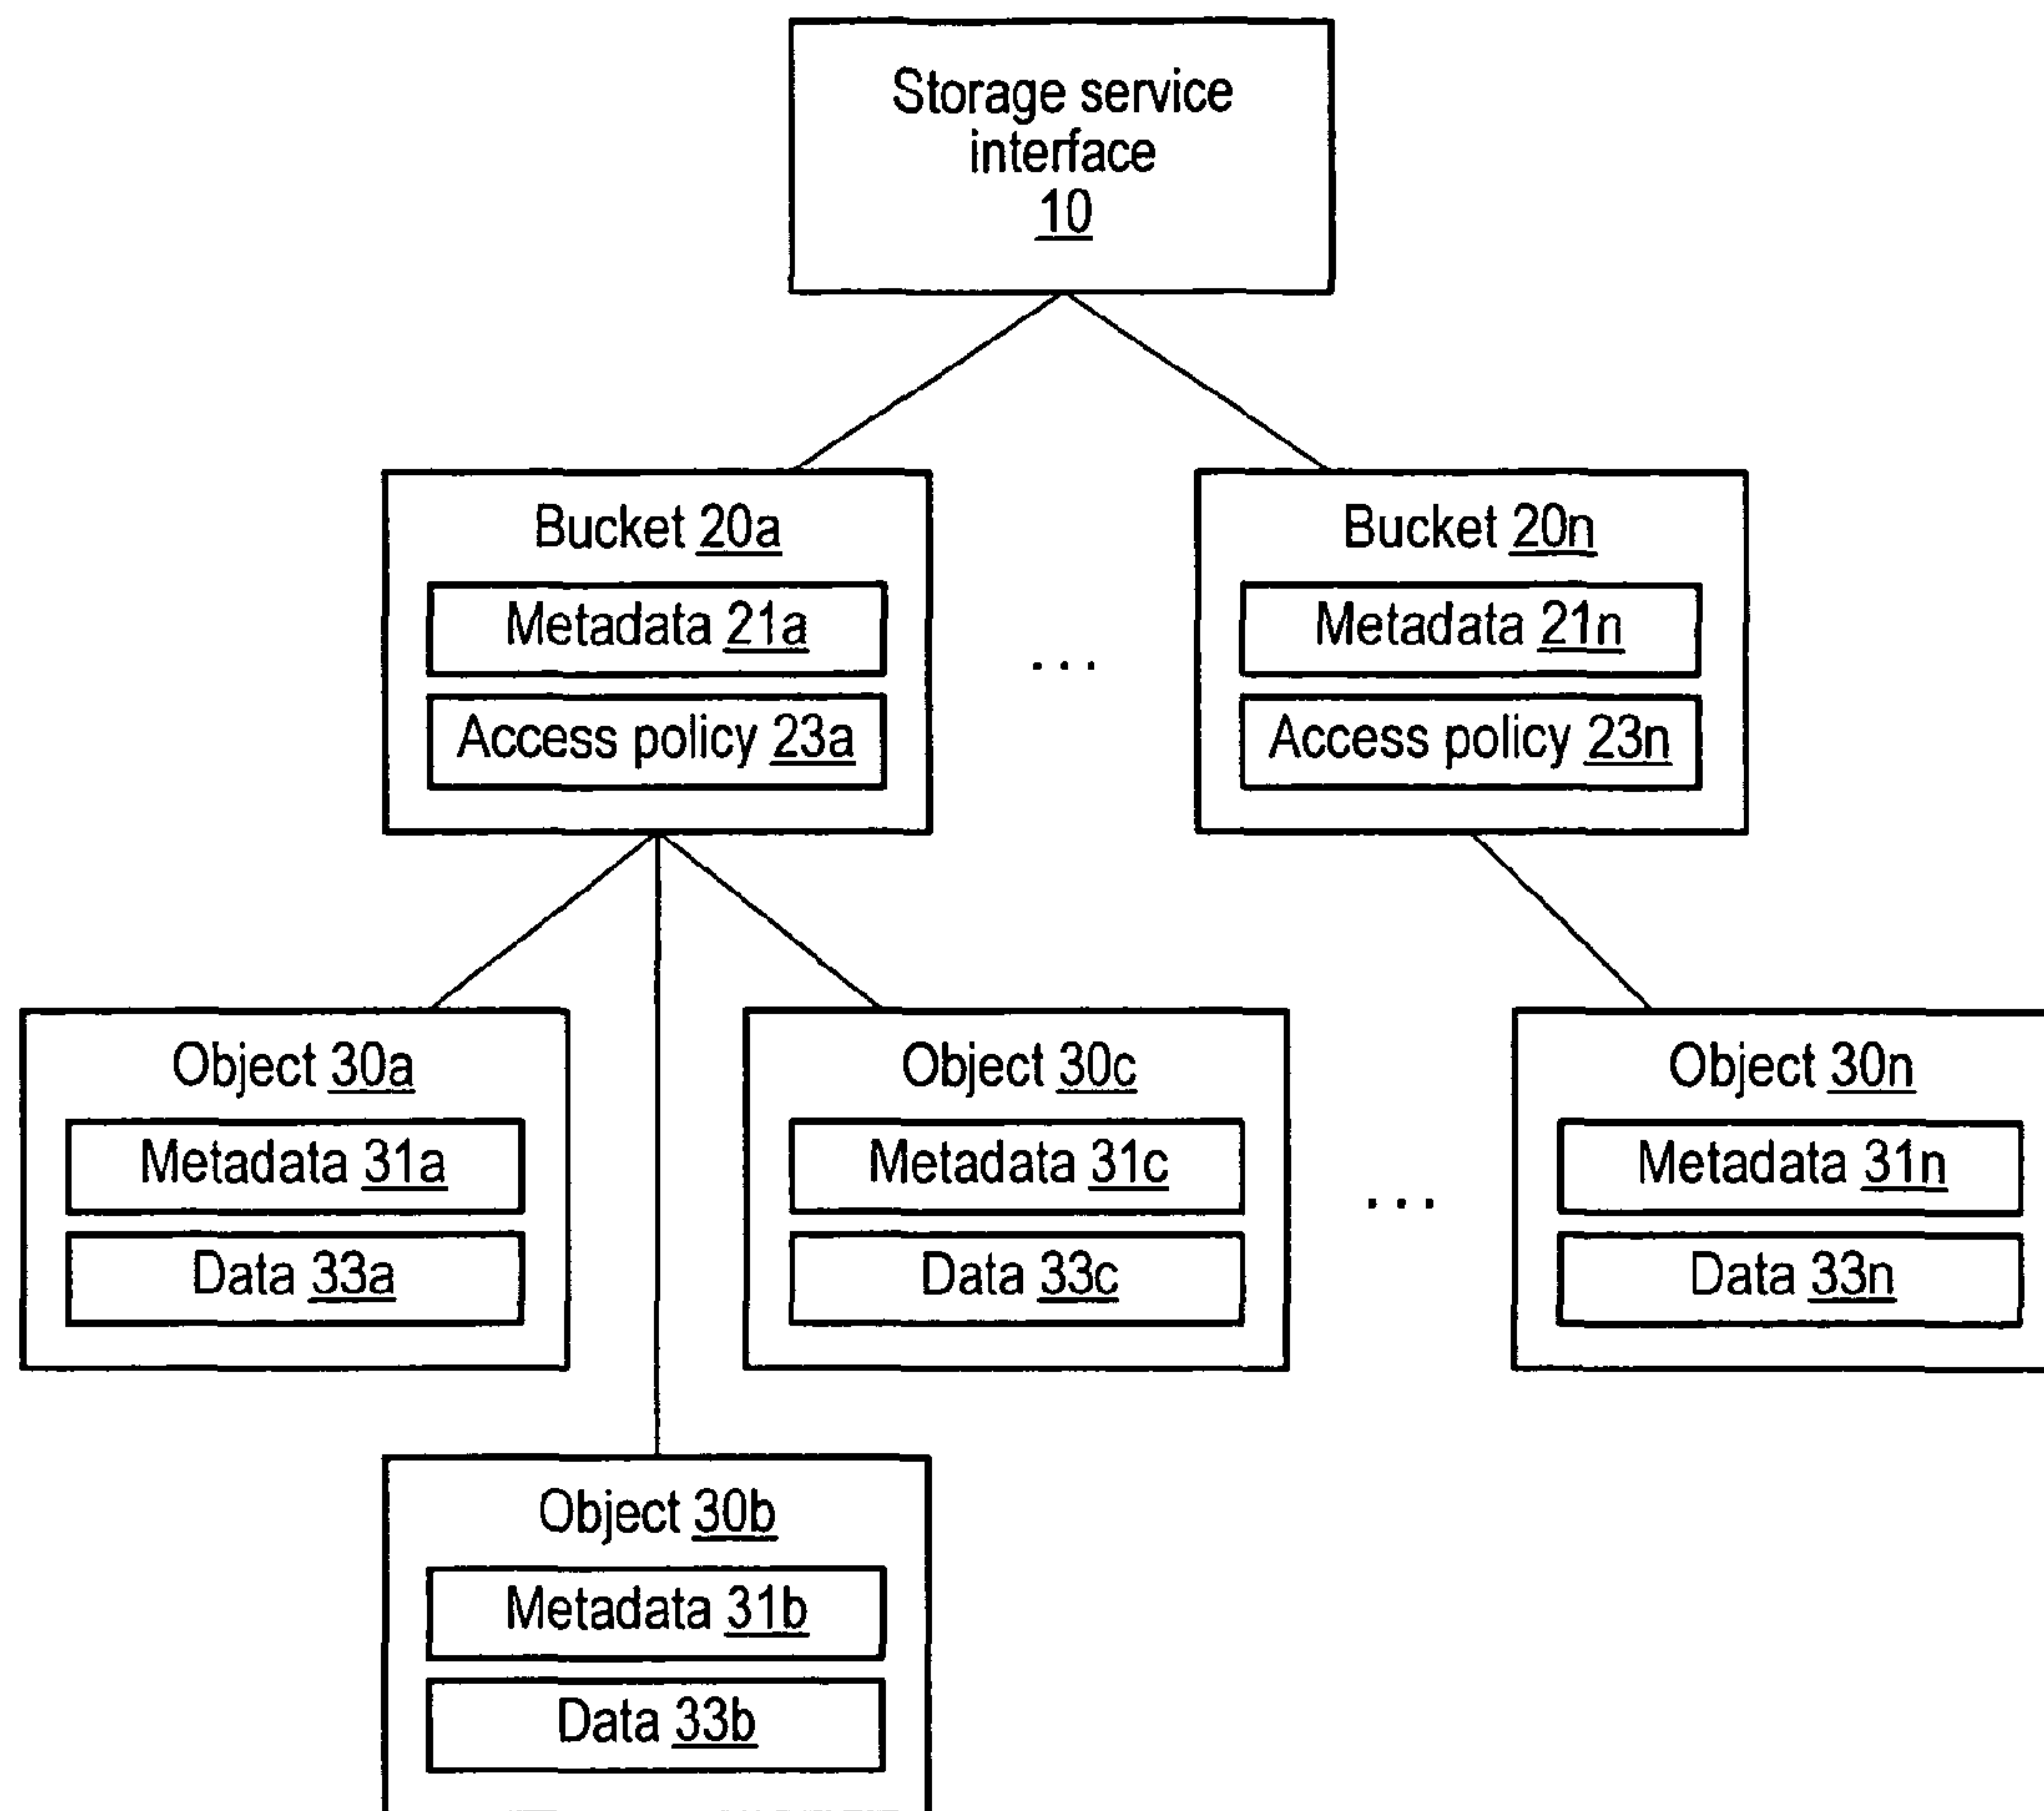 Storage service
interface
10
Bucket 20a
Metadata 21a
Access policy 23a
...
Bucket 20n
Metadata 21n
Access policy 23n
Object 30a
Metadata 31a
Data 33a
Object 30c
Metadata 31c
Data 33c
...
Object 30n
Metadata 31n
Data 33n
Object 30b
Metadata 31b
Data 33b